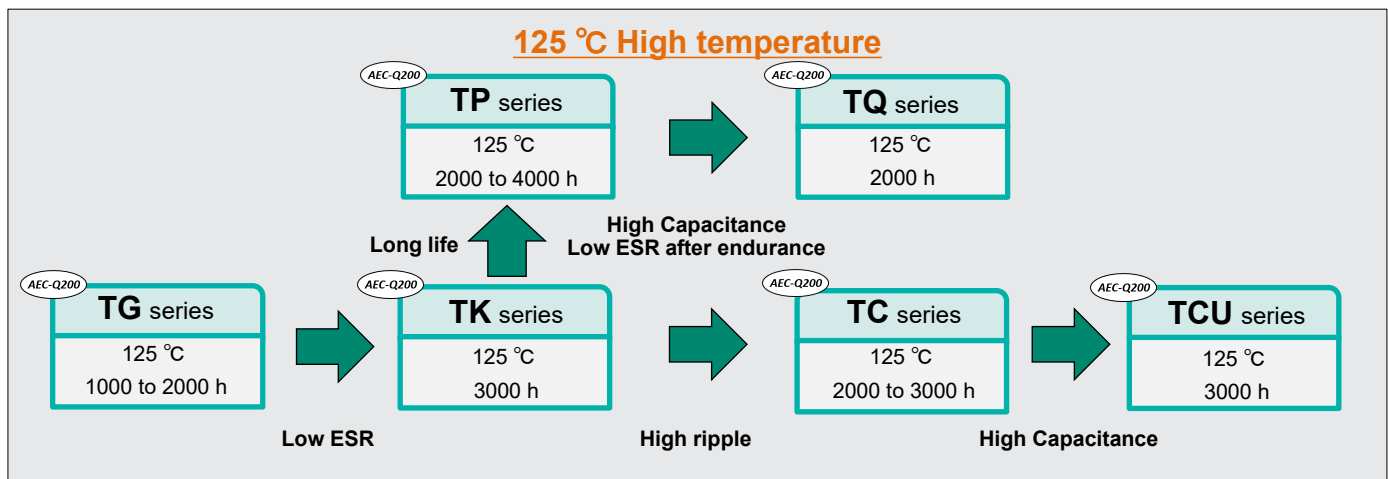 125 ℃ High temperature
AEC-Q200
TP series
125 ℃
2000 to 4000 h
AEC-Q200
TQ series
125 ℃
2000 h
Long life
High Capacitance
Low ESR after endurance
AEC-Q200
TG series
125 ℃
1000 to 2000 h
AEC-Q200
TK series
125 ℃
3000 h
AEC-Q200
TC series
125 ℃
2000 to 3000 h
AEC-Q200
TCU series
125 ℃
3000 h
Low ESR
High ripple
High Capacitance